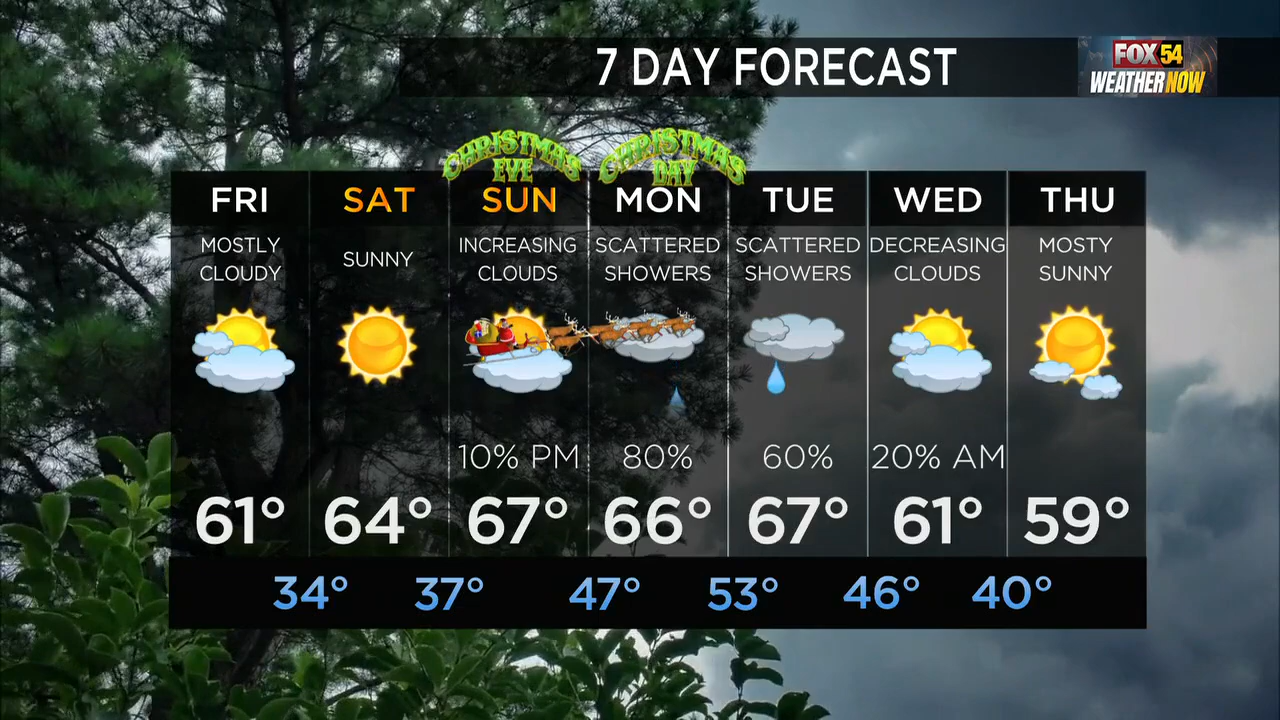 7 DAY FORECAST
FOX 54
WEATHER NOW
CHRISTMAS
EVE
CHRISTMAS
DAY
FRI
SAT
SUN
MON
TUE
WED
THU
MOSTLY
CLOUDY
SUNNY
INCREASING
CLOUDS
SCATTERED
SHOWERS
SCATTERED
SHOWERS
DECREASING
CLOUDS
MOSTY
SUNNY
10% PM
80%
60%
20% AM
61°
64°
67°
66°
67°
61°
59°
34°
37°
47°
53°
46°
40°